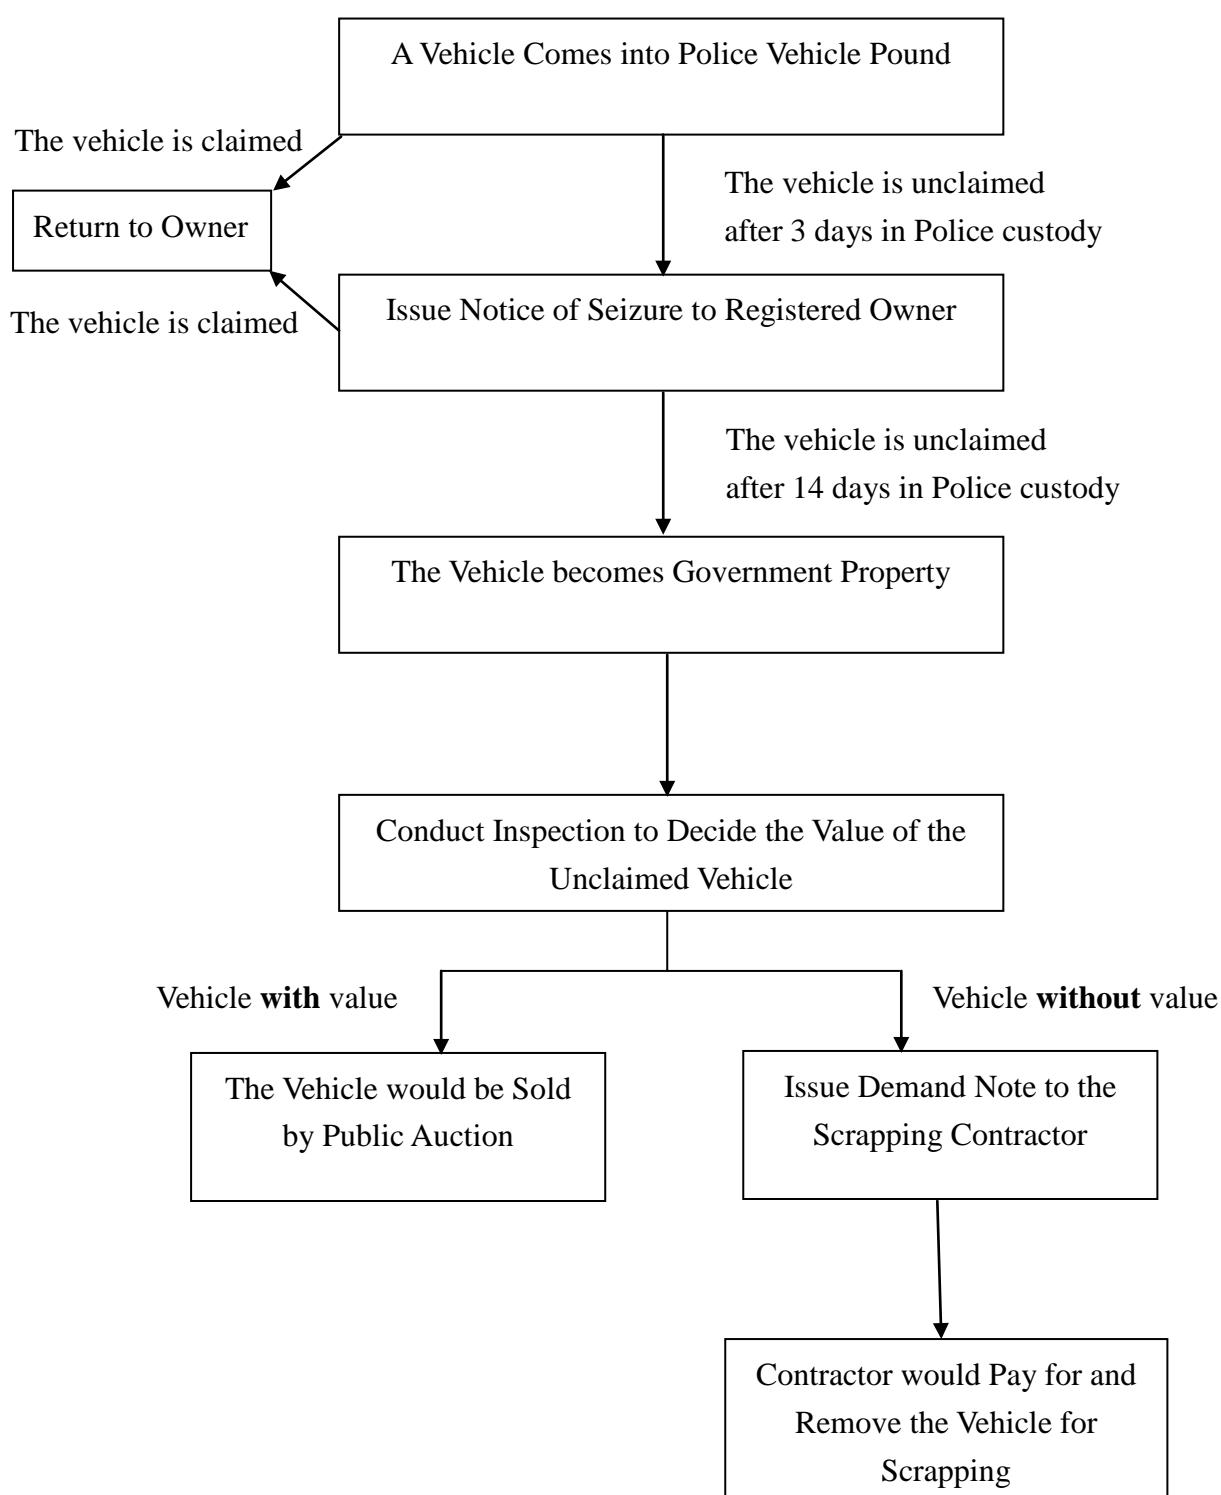 A Vehicle Comes into Police Vehicle Pound
The vehicle is claimed
The vehicle is unclaimed
after 3 days in Police custody
Return to Owner
Issue Notice of Seizure to Registered Owner
The vehicle is claimed
The vehicle is unclaimed
after 14 days in Police custody
The Vehicle becomes Government Property
Conduct Inspection to Decide the Value of the
Unclaimed Vehicle
Vehicle with value
Vehicle without value
The Vehicle would be Sold
by Public Auction
Issue Demand Note to the
Scrapping Contractor
Contractor would Pay for and
Remove the Vehicle for
Scrapping